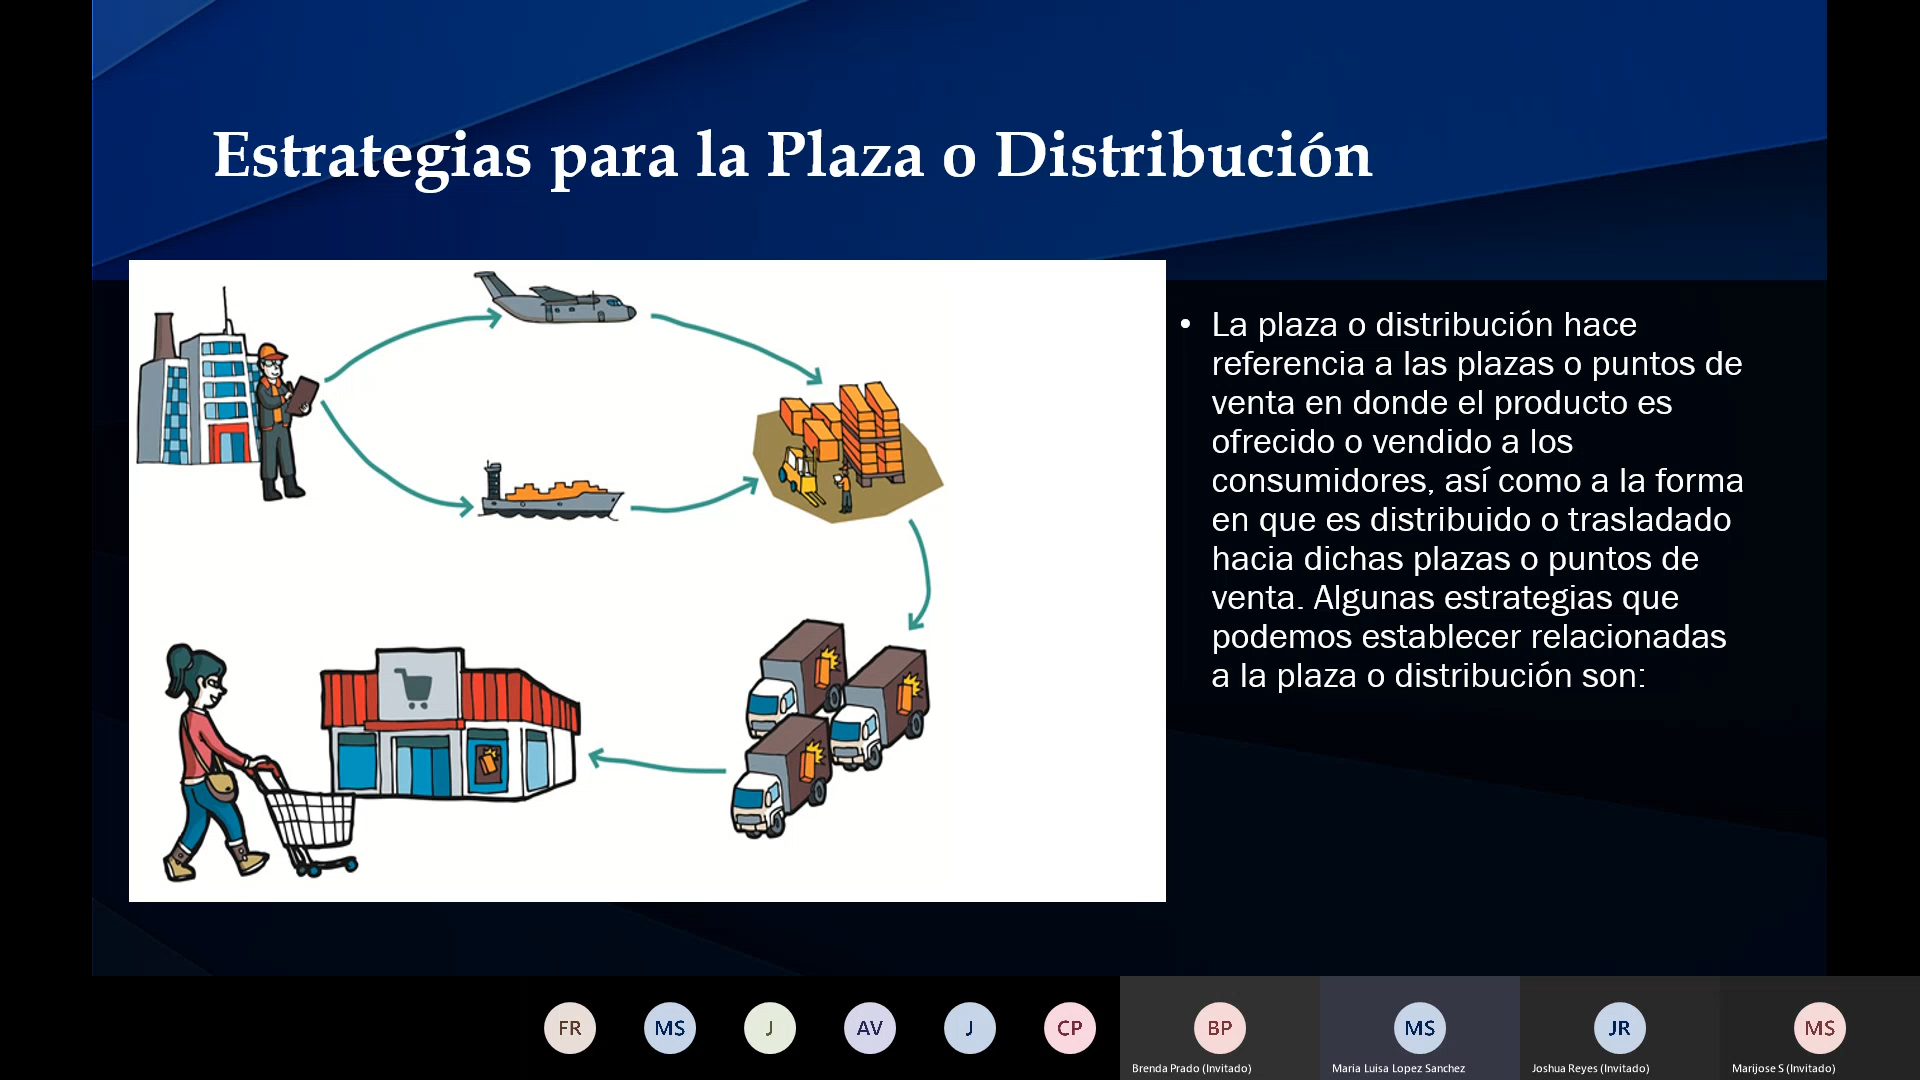 Estrategias para la Plaza o Distribución
• La plaza o distribución hace
referencia a las plazas o puntos de
venta en donde el producto es
ofrecido o vendido a los
consumidores, así como a la forma
en que es distribuido o trasladado
hacia dichas plazas o puntos de
venta. Algunas estrategias que
podemos establecer relacionadas
a la plaza o distribución son:
FR
MS
J
AV
J
CP
BP
MS
JR
MS
Brenda Prado (Invitado)
Maria Luisa Lopez Sanchez
Joshua Reyes (Invitado)
Marijose S (Invitado)